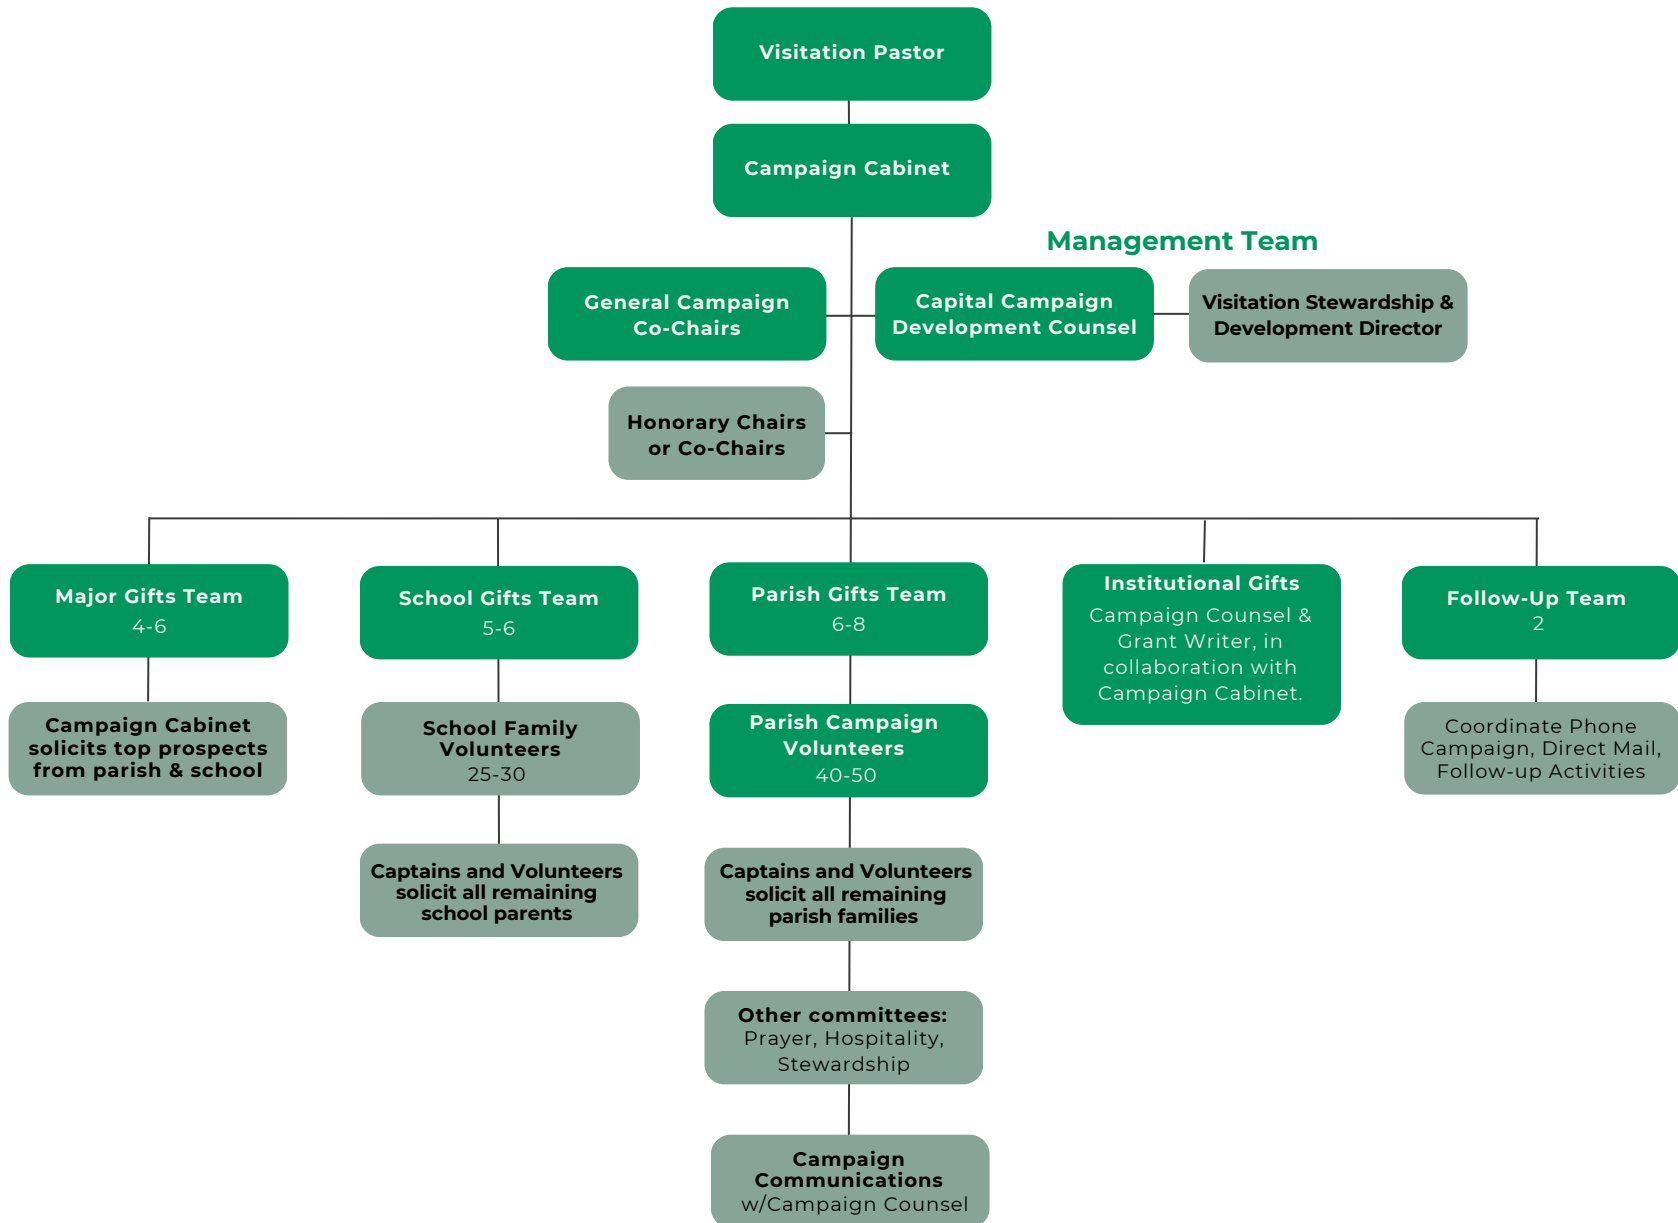 Visitation Pastor
Campaign Cabinet
Management Team
General Campaign
Co-Chairs
Capital Campaign
Development Counsel
Visitation Stewardship &
Development Director
Honorary Chairs
or Co-Chairs
Major Gifts Team
4-6
School Gifts Team
5-6
Parish Gifts Team
6-8
Institutional Gifts
Campaign Counsel &
Grant Writer, in
collaboration with
Campaign Cabinet.
Follow-Up Team
2
Campaign Cabinet
solicits top prospects
from parish & school
School Family
Volunteers
25-30
Parish Campaign
Volunteers
40-50
Coordinate Phone
Campaign, Direct Mail,
Follow-up Activities
Captains and Volunteers
solicit all remaining
school parents
Captains and Volunteers
solicit all remaining
parish families
Other committees:
Prayer, Hospitality,
Stewardship
Campaign
Communications
w/Campaign Counsel